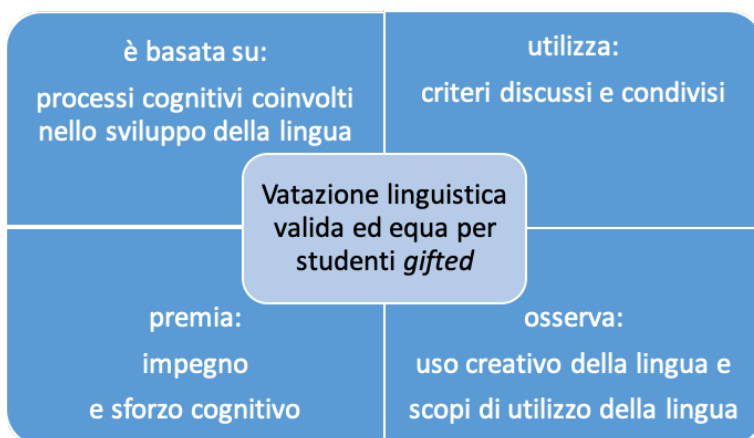 è basata su:
processi cognitivi coinvolti
nello sviluppo della lingua
utilizza:
criteri discussi e condivisi
Vatazione linguistica
valida ed equa per
studenti gifted
premia:
impegno
e sforzo cognitivo
osserva:
uso creativo della lingua e
scopi di utilizzo della lingua